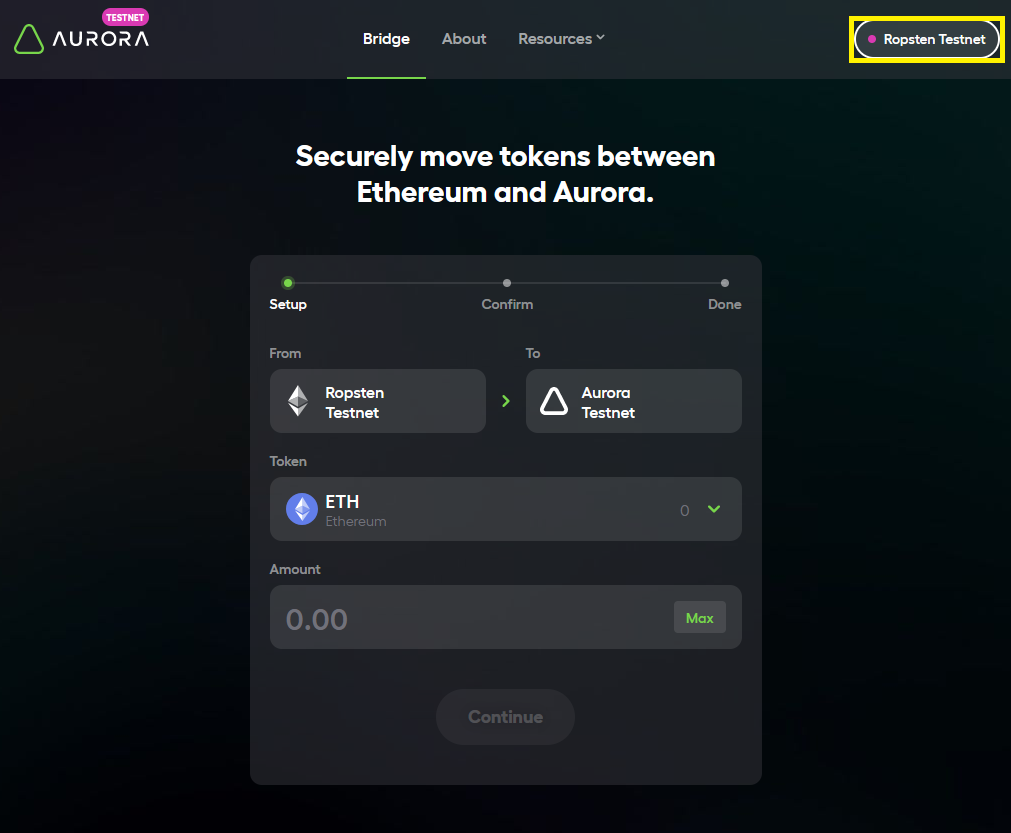 TESTNET
AURORA
Bridge
About
Resources
Ropsten Testnet
Securely move tokens between
Ethereum and Aurora.
Setup
Confirm
Done
From
To
Ropsten
Testnet
Aurora
Testnet
Token
ETH
Ethereum
0
Amount
0.00
Max
Continue